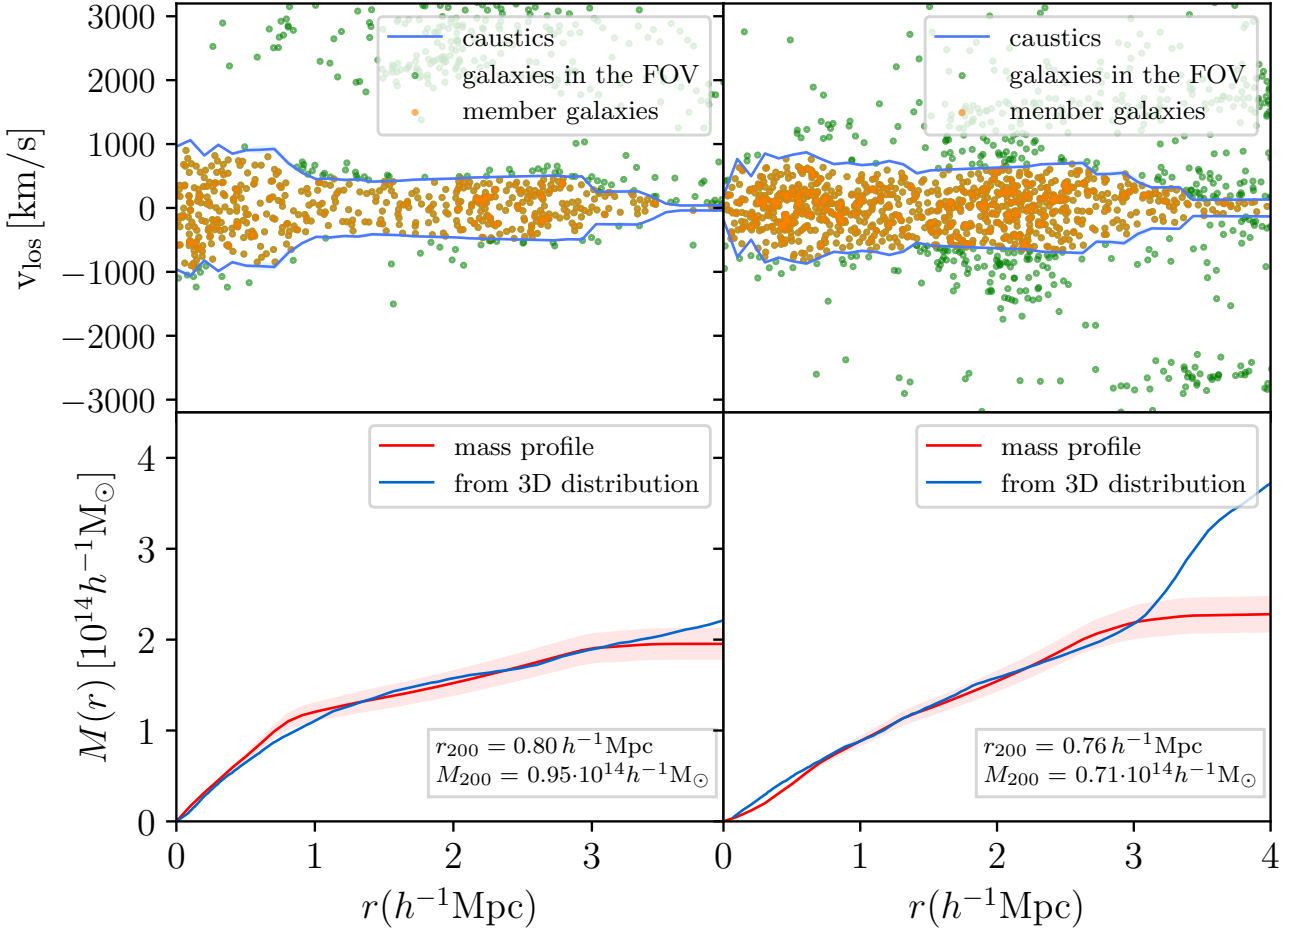 3000
2000
1000
0
−1000
−2000
−3000
v_los [km/s]
caustics
galaxies in the FOV
member galaxies
caustics
galaxies in the FOV
member galaxies
4
3
2
1
0
M(r) [10^14 h^−1 M_⊙]
mass profile
from 3D distribution
r_200 = 0.80 h^−1 Mpc
M_200 = 0.95·10^14 h^−1 M_⊙
mass profile
from 3D distribution
r_200 = 0.76 h^−1 Mpc
M_200 = 0.71·10^14 h^−1 M_⊙
0 1 2 3 0 1 2 3 4
r(h^−1 Mpc)
r(h^−1 Mpc)